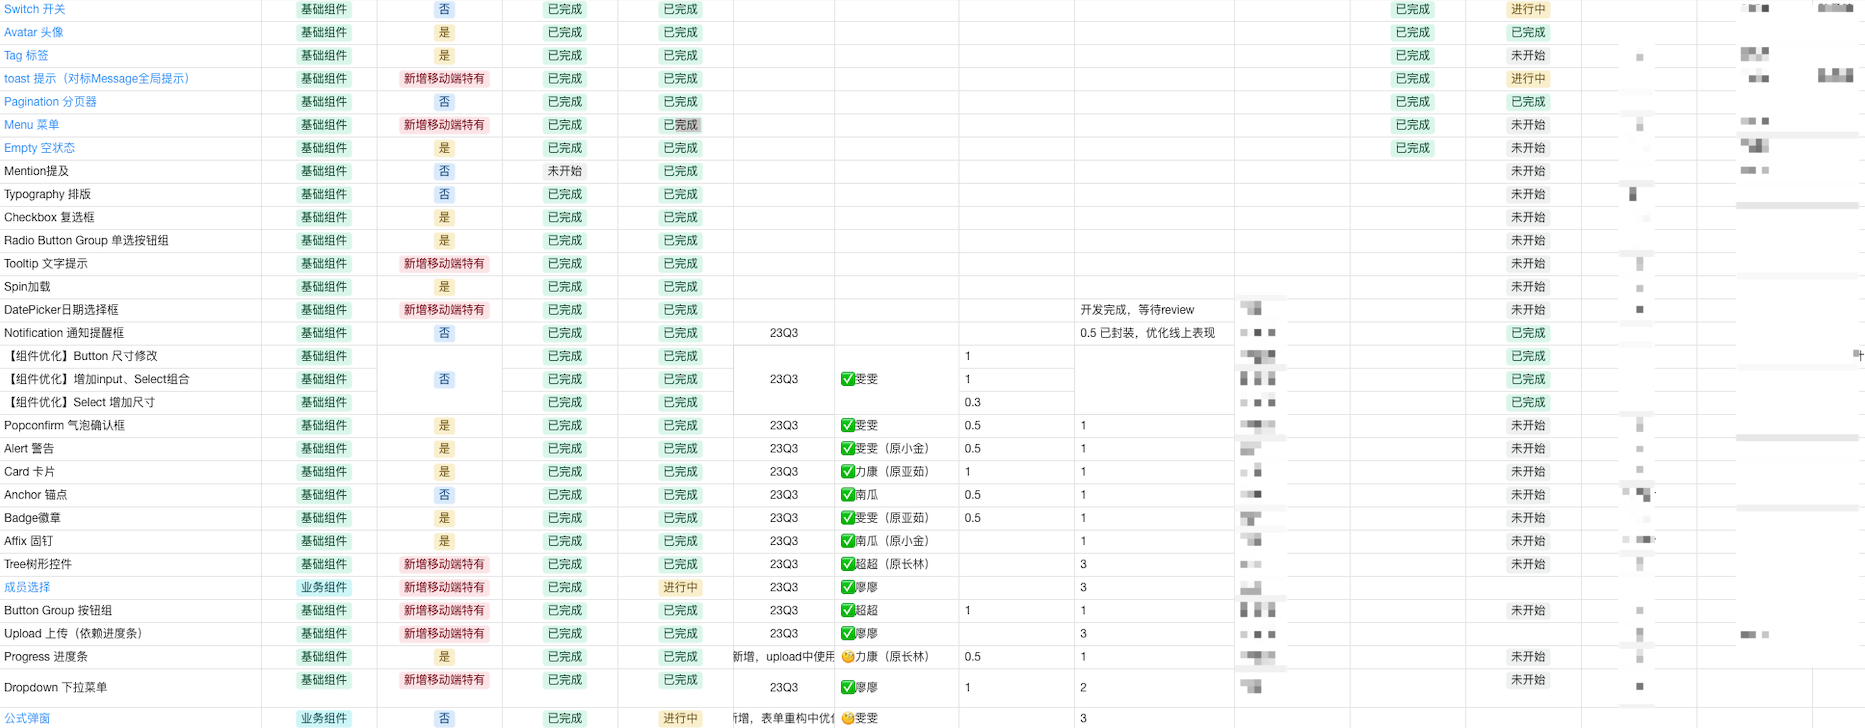 Switch 开关 基础组件 否 已完成 已完成 已完成 进行中
Avatar 头像 基础组件 是 已完成 已完成 已完成 已完成
Tag 标签 基础组件 是 已完成 已完成 已完成 未开始
toast 提示（对标Message全局提示） 基础组件 新增移动端特有 已完成 已完成 已完成 进行中
Pagination 分页器 基础组件 否 已完成 已完成 已完成 已完成
Menu 菜单 基础组件 新增移动端特有 已完成 已完成 已完成 未开始
Empty 空状态 基础组件 是 已完成 已完成 已完成 未开始
Mention提及 基础组件 否 未开始 已完成 未开始
Typography 排版 基础组件 否 已完成 已完成 未开始
Checkbox 复选框 基础组件 是 已完成 已完成 未开始
Radio Button Group 单选按钮组 基础组件 是 已完成 已完成 未开始
Tooltip 文字提示 基础组件 新增移动端特有 已完成 已完成 未开始
Spin加载 基础组件 是 已完成 已完成 未开始
DatePicker日期选择框 基础组件 新增移动端特有 已完成 已完成 开发完成，等待review 未开始
Notification 通知提醒框 基础组件 否 已完成 已完成 23Q3 0.5 已封装，优化线上表现 已完成
【组件优化】Button 尺寸修改 基础组件 已完成 已完成 1 已完成
【组件优化】增加input、Select组合 基础组件 否 已完成 已完成 23Q3 ✅雯雯 1 已完成
【组件优化】Select 增加尺寸 基础组件 已完成 已完成 0.3 已完成
Popconfirm 气泡确认框 基础组件 是 已完成 已完成 23Q3 ✅雯雯 0.5 1 未开始
Alert 警告 基础组件 是 已完成 已完成 23Q3 ✅雯雯（原小金） 0.5 1 未开始
Card 卡片 基础组件 是 已完成 已完成 23Q3 ✅力康（原亚茹） 1 1 未开始
Anchor 锚点 基础组件 否 已完成 已完成 23Q3 ✅南瓜 0.5 1 未开始
Badge徽章 基础组件 是 已完成 已完成 23Q3 ✅雯雯（原亚茹） 0.5 1 未开始
Affix 固钉 基础组件 是 已完成 已完成 23Q3 ✅南瓜（原小金） 1 未开始
Tree树形控件 基础组件 新增移动端特有 已完成 已完成 23Q3 ✅超超（原长林） 3 未开始
成员选择 业务组件 新增移动端特有 已完成 进行中 23Q3 ✅廖廖 3
Button Group 按钮组 基础组件 新增移动端特有 已完成 已完成 23Q3 ✅超超 1 1 未开始
Upload 上传（依赖进度条） 基础组件 新增移动端特有 已完成 已完成 23Q3 ✅廖廖 3
Progress 进度条 基础组件 是 已完成 已完成 新增，upload中使用 🧐力康（原长林） 0.5 1 未开始
Dropdown 下拉菜单 基础组件 新增移动端特有 已完成 已完成 23Q3 ✅廖廖 1 2 未开始
公式弹窗 业务组件 否 已完成 进行中 新增，表单重构中优化 🧐雯雯 3